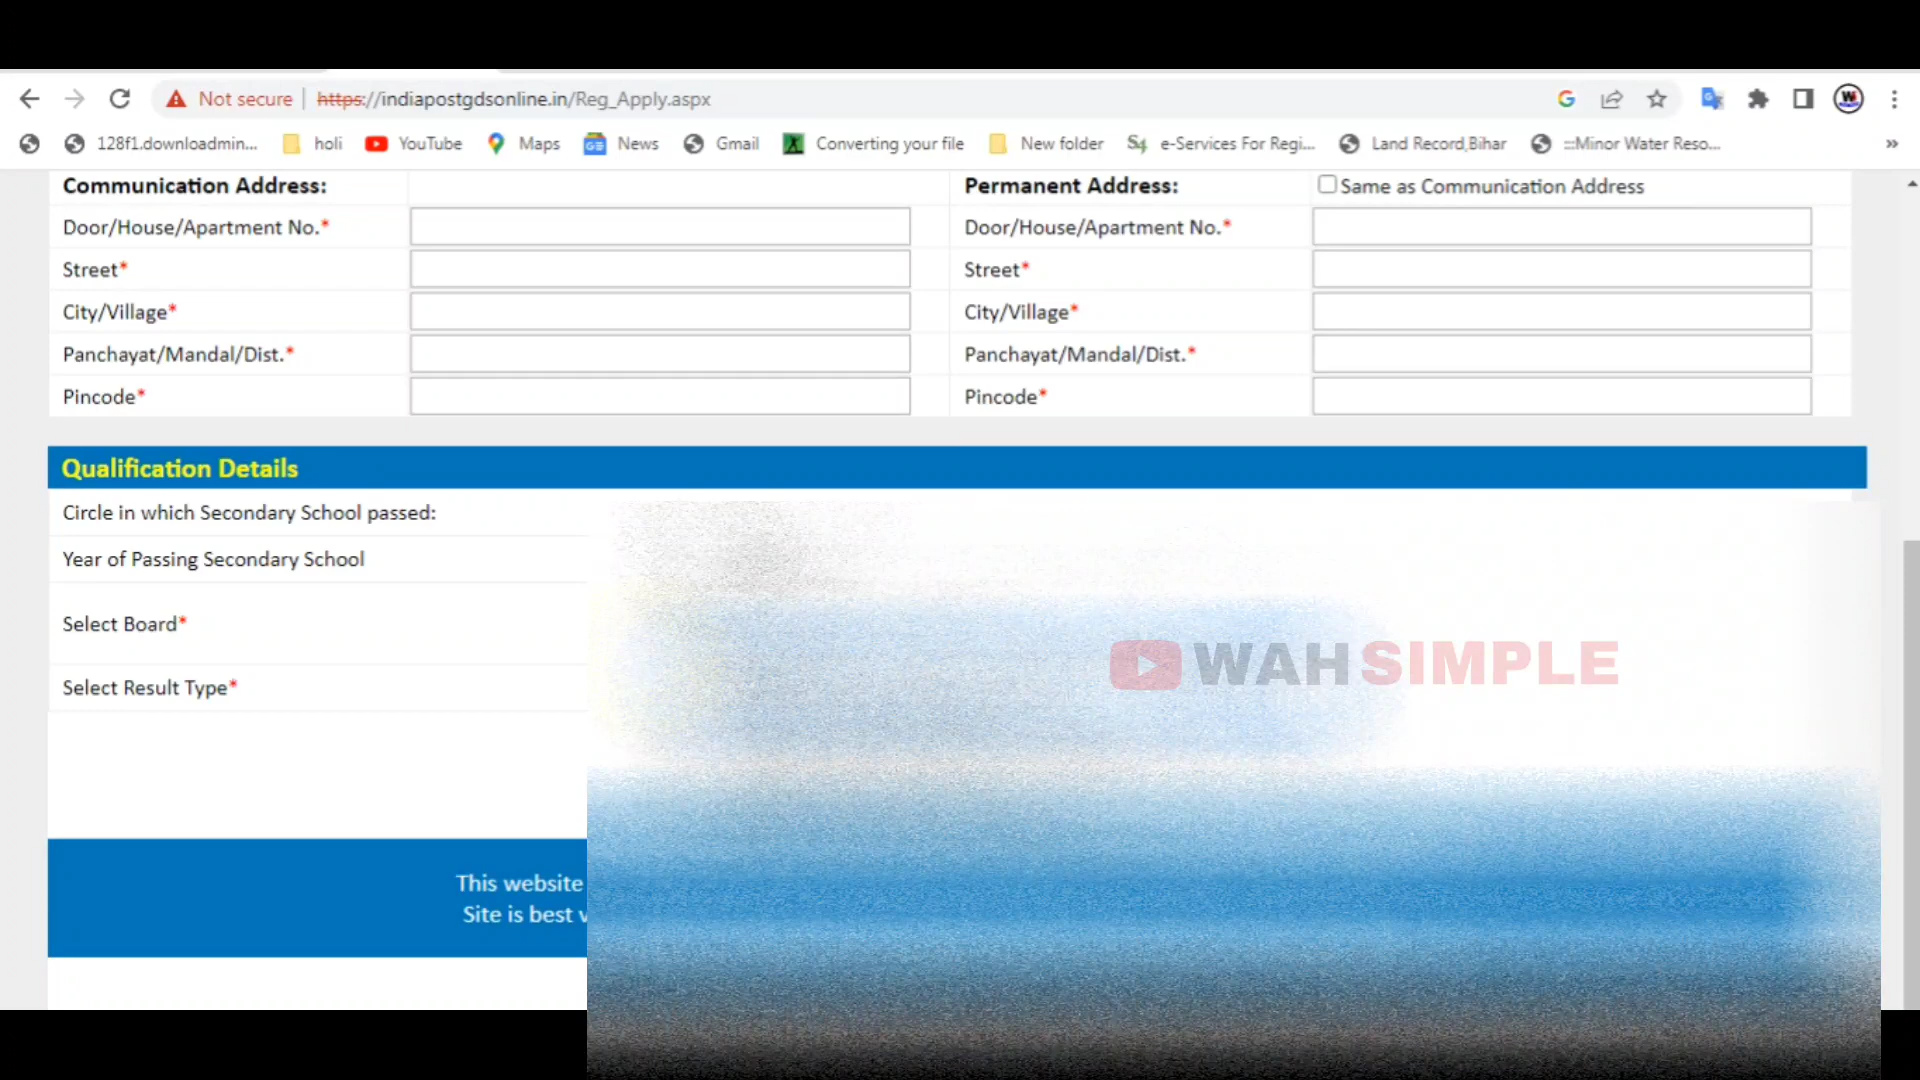 Not secure https://indiapostgdsonline.in/Reg_Apply.aspx
128f1.downloadmin... holi YouTube Maps News Gmail Converting your file New folder e-Services For Regi... Land Record,Bihar :::Minor Water Reso... »
Communication Address: Permanent Address: Same as Communication Address
Door/House/Apartment No.* Door/House/Apartment No.*
Street* Street*
City/Village* City/Village*
Panchayat/Mandal/Dist.* Panchayat/Mandal/Dist.*
Pincode* Pincode*
Qualification Details
Circle in which Secondary School passed:
Year of Passing Secondary School
Select Board*
WAHSIMPLE
Select Result Type*
This website
Site is best v